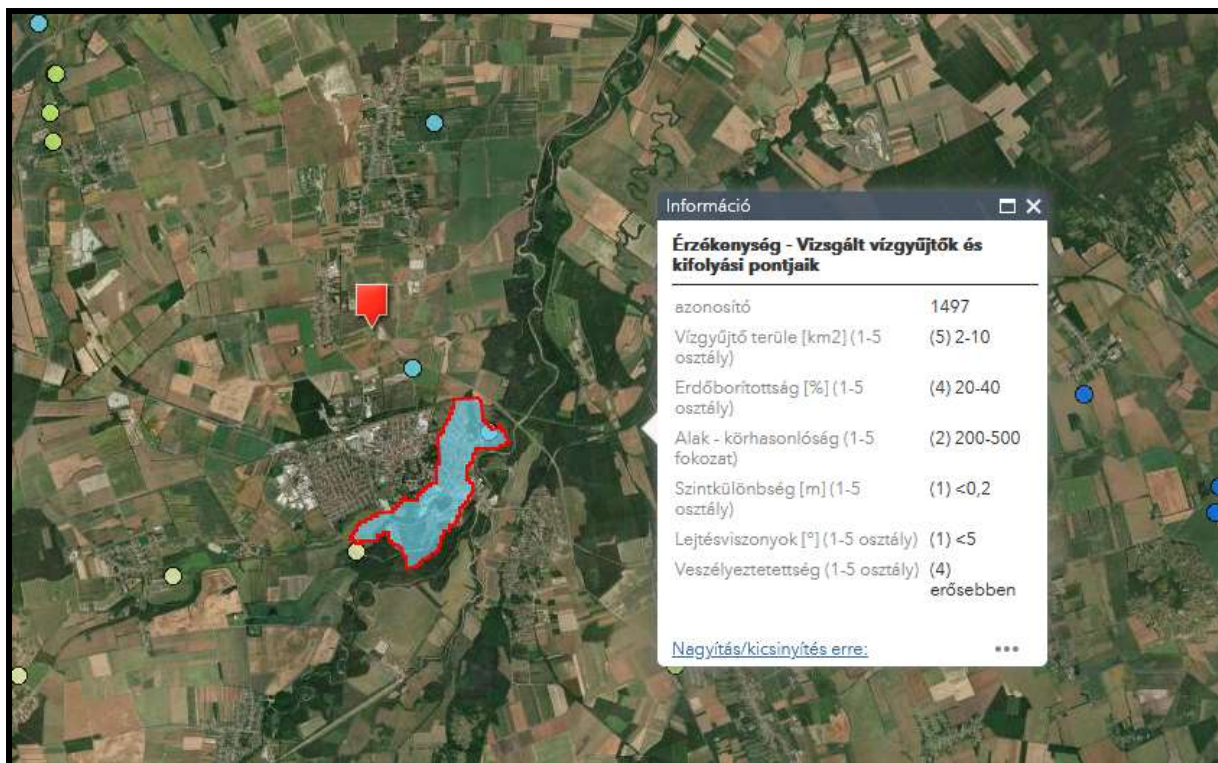 Információ
Érzékenység - Vizsgált vízgyűjtők és
kifolyási pontjaik
azonosító 1497
Vízgyűjtő terüle [km2] (1-5 (5) 2-10
osztály)
Erdőborítottság [%] (1-5 (4) 20-40
osztály)
Alak - körhasonlóság (1-5 (2) 200-500
fokozat)
Szintkülönbség [m] (1-5 (1) <0,2
osztály)
Lejtésviszonyok [°] (1-5 osztály) (1) <5
Veszélyeztetettség (1-5 osztály) (4)
erősebben
Nagyítás/kicsinyítés erre: